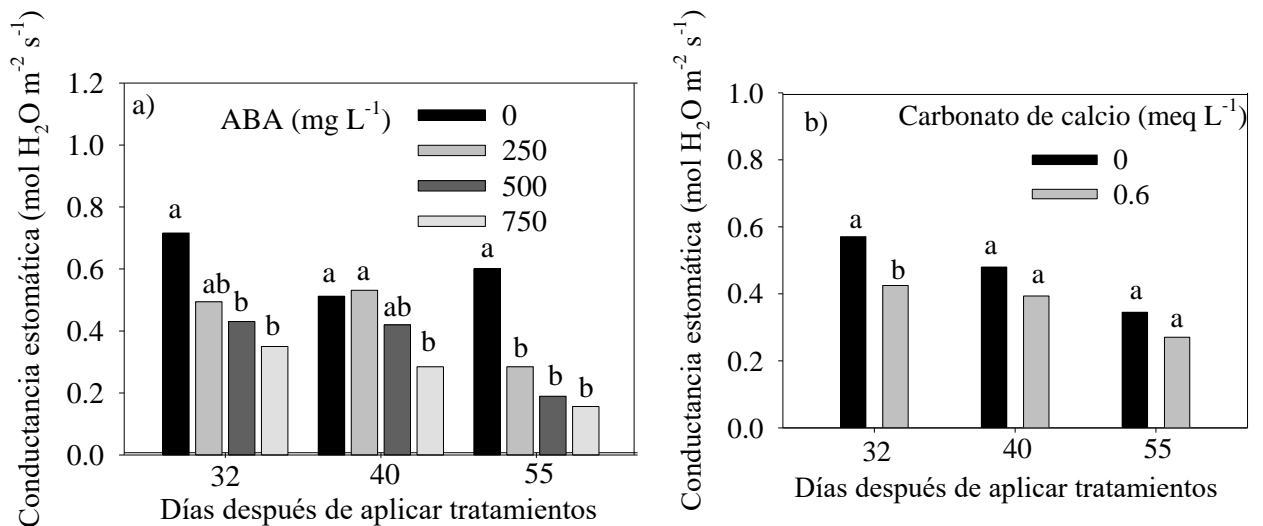 Conductancia estomática (mol H₂O m⁻² s⁻¹)
a)
ABA (mg L⁻¹)
0
250
500
750
1.2
1.0
0.8
0.6
0.4
0.2
0.0
a
ab
b
b
a
a
ab
b
a
b
b
b
32
40
55
Días después de aplicar tratamientos
Conductancia estomática (mol H₂O m⁻² s⁻¹)
b)
Carbonato de calcio (meq L⁻¹)
0
0.6
1.0
0.8
0.6
0.4
0.2
0.0
a
b
a
a
a
a
32
40
55
Días después de aplicar tratamientos